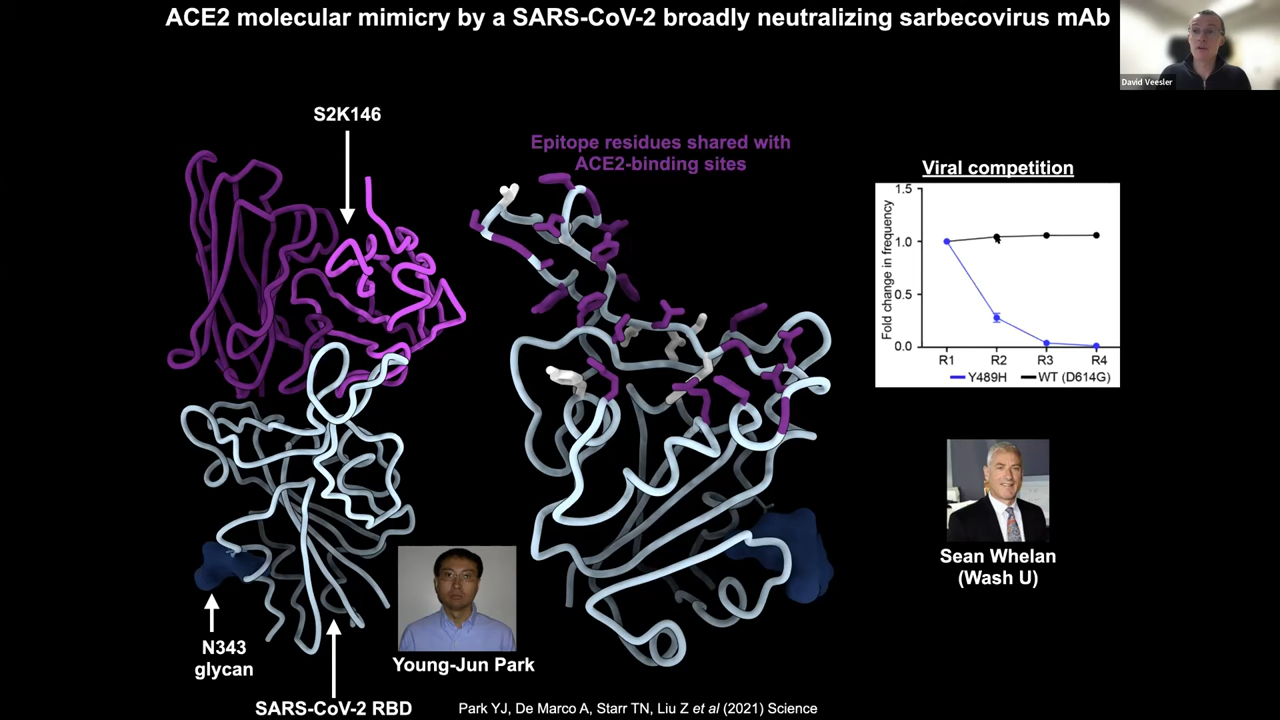 ACE2 molecular mimicry by a SARS-CoV-2 broadly neutralizing sarbecovirus mAb
David Veesler
S2K146
Epitope residues shared with
ACE2-binding sites
Viral competition
Fold change in frequency
1.5
1.0
0.5
0.0
R1 R2 R3 R4
Y489H WT (D614G)
Sean Whelan
(Wash U)
N343
glycan
Young-Jun Park
SARS-CoV-2 RBD
Park YJ, De Marco A, Starr TN, Liu Z et al (2021) Science